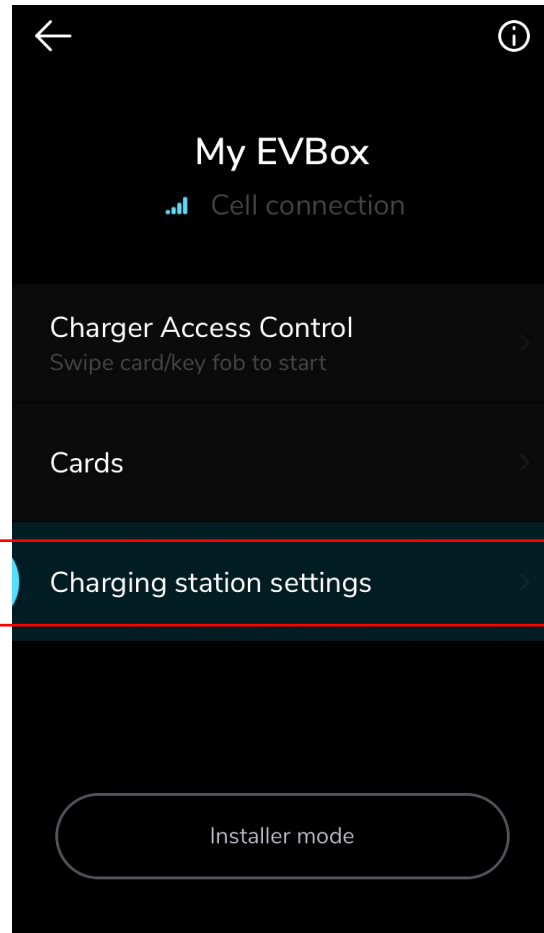 My EVBox
Cell connection
Charger Access Control
Swipe card/key fob to start
Cards
Charging station settings
Installer mode